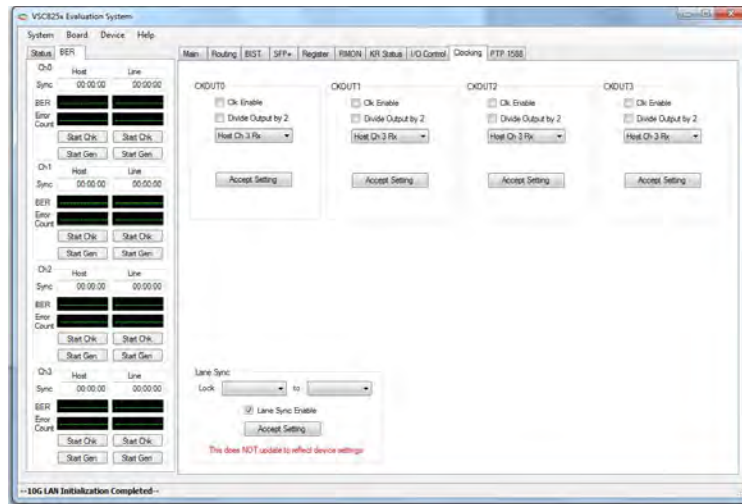 VSC825x Evaluation System
System Board Device Help
Status BER
Main Routing BIST SFP+ Register RMON KR Status I/O Control Clocking PTP 1588
Ch0 Host Line
Sync 00:00:00 00:00:00
BER
Error
Count
Start Chk Start Chk
Start Gen Start Gen
Ch1 Host Line
Sync 00:00:00 00:00:00
BER
Error
Count
Start Chk Start Chk
Start Gen Start Gen
Ch2 Host Line
Sync 00:00:00 00:00:00
BER
Error
Count
Start Chk Start Chk
Start Gen Start Gen
Ch3 Host Line
Sync 00:00:00 00:00:00
BER
Error
Count
Start Chk Start Chk
Start Gen Start Gen
CKOUT0 CKOUT1 CKOUT2 CKOUT3
Clk Enable Clk Enable Clk Enable Clk Enable
Divide Output by 2 Divide Output by 2 Divide Output by 2 Divide Output by 2
Host Ch 3 Rx Host Ch 3 Rx Host Ch 3 Rx Host Ch 3 Rx
Accept Setting Accept Setting Accept Setting Accept Setting
Lane Sync
Lock to
Lane Sync Enable
Accept Setting
This does NOT update to reflect device settings
--10G LAN Initialization Completed--